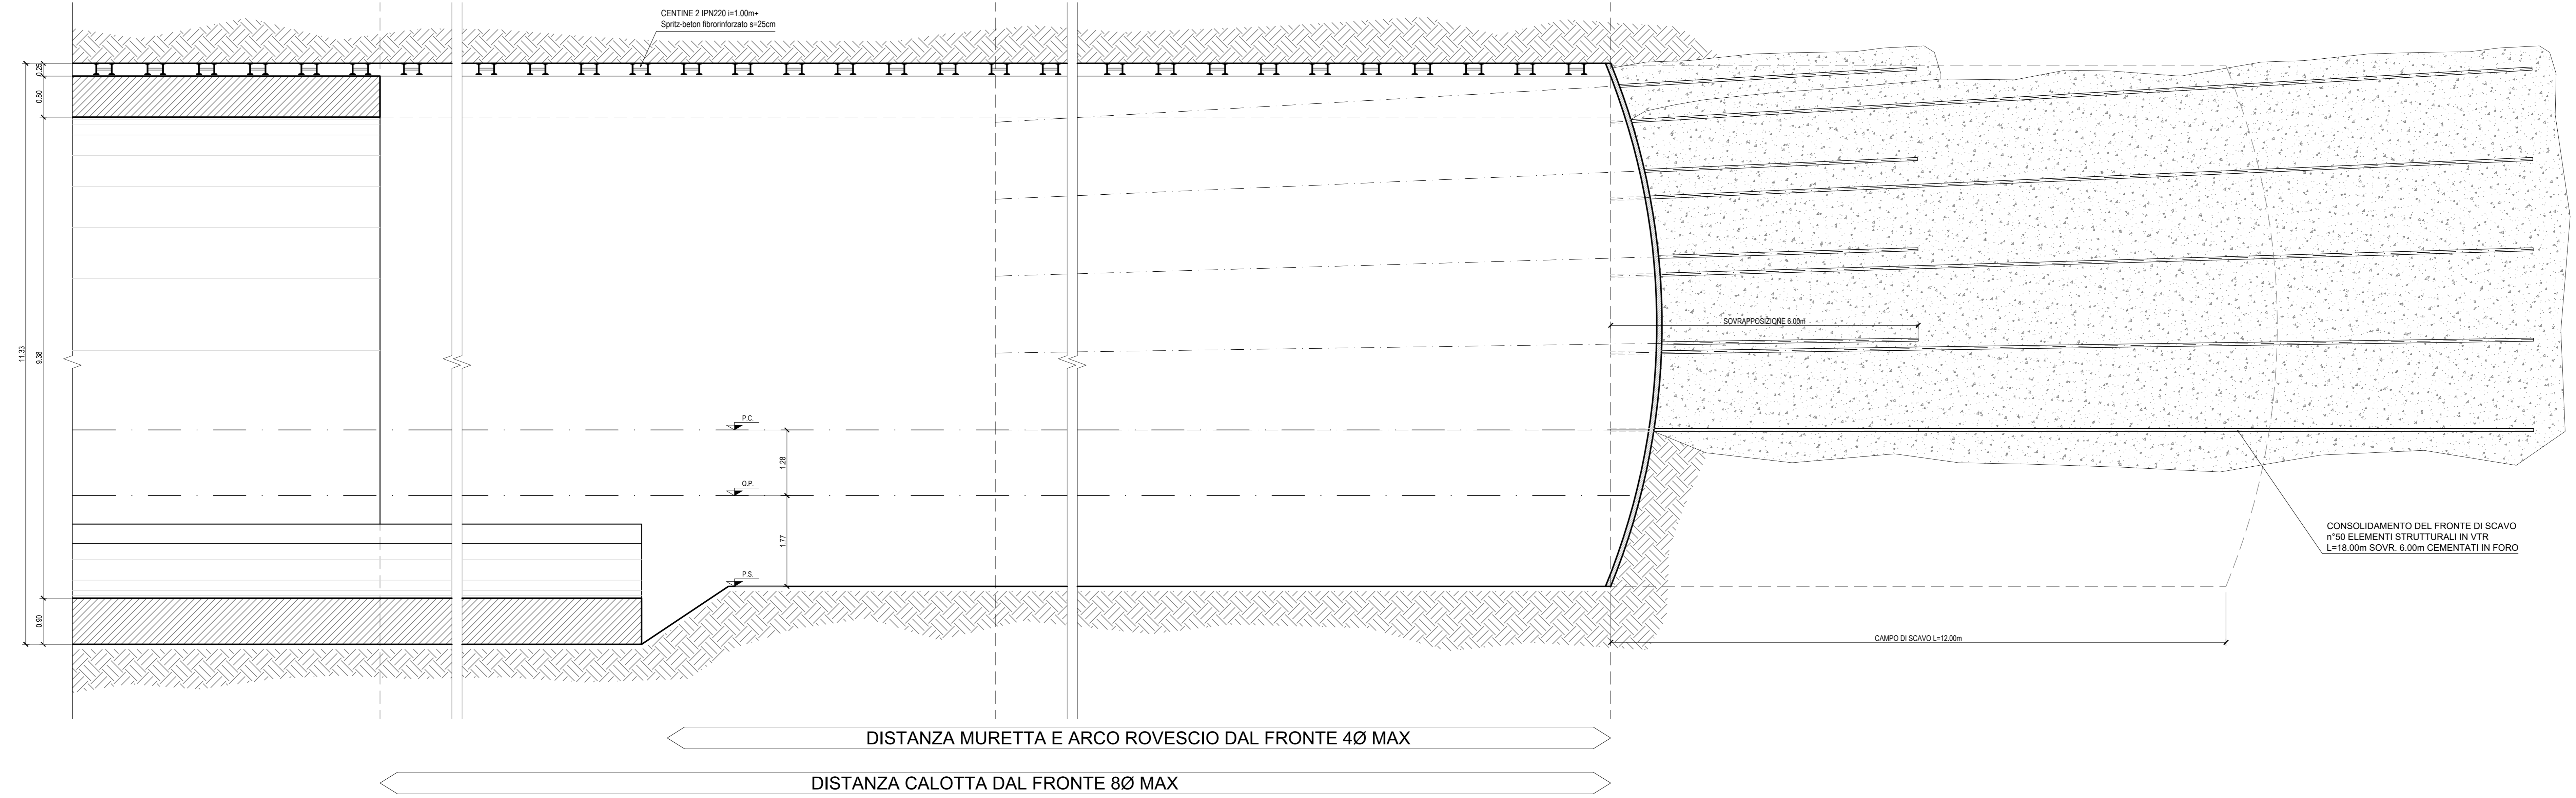 CENTINE 2 IPN220 i=1.00m+
Spritz-beton fibrorinforzato s=25cm
0.25
0.80
11.33
9.38
SOVRAPPOSIZIONE 6.00m
P.C.
1.28
Q.P.
1.77
P.S.
0.90
CONSOLIDAMENTO DEL FRONTE DI SCAVO
n°50 ELEMENTI STRUTTURALI IN VTR
L=18.00m SOVR. 6.00m CEMENTATI IN FORO
CAMPO DI SCAVO L=12.00m
DISTANZA MURETTA E ARCO ROVESCIO DAL FRONTE 4Ø MAX
DISTANZA CALOTTA DAL FRONTE 8Ø MAX